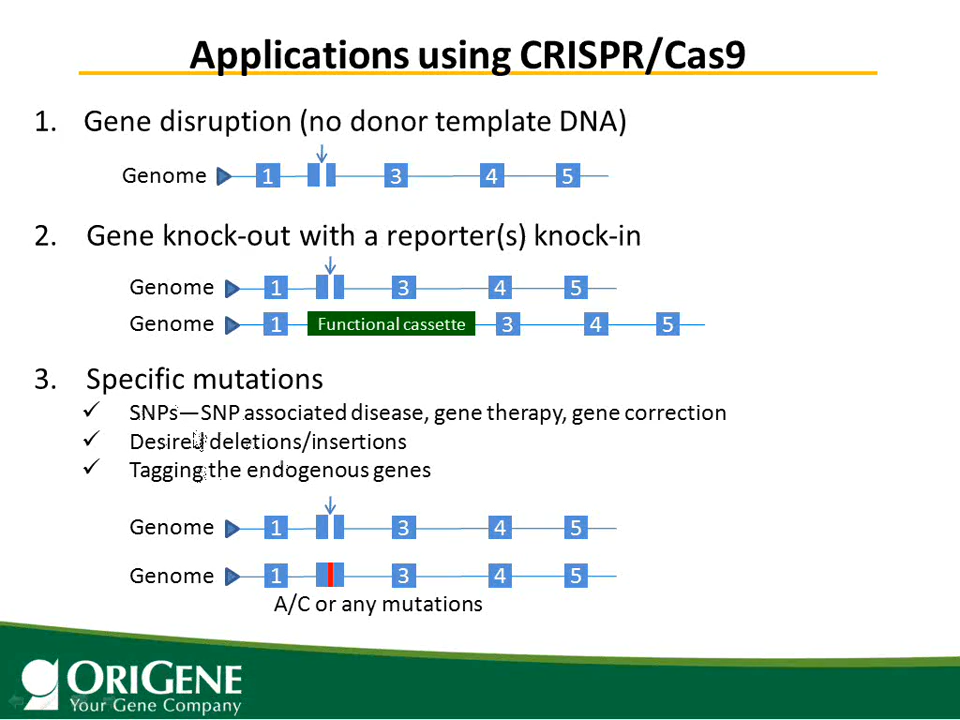 Applications using CRISPR/Cas9
1. Gene disruption (no donor template DNA)
Genome 1 3 4 5
2. Gene knock-out with a reporter(s) knock-in
Genome 1 3 4 5
Genome 1 Functional cassette 3 4 5
3. Specific mutations
✓ SNPs—SNP associated disease, gene therapy, gene correction
✓ Desired deletions/insertions
✓ Tagging the endogenous genes
Genome 1 3 4 5
Genome 1 3 4 5
A/C or any mutations
ORIGENE
Your Gene Company